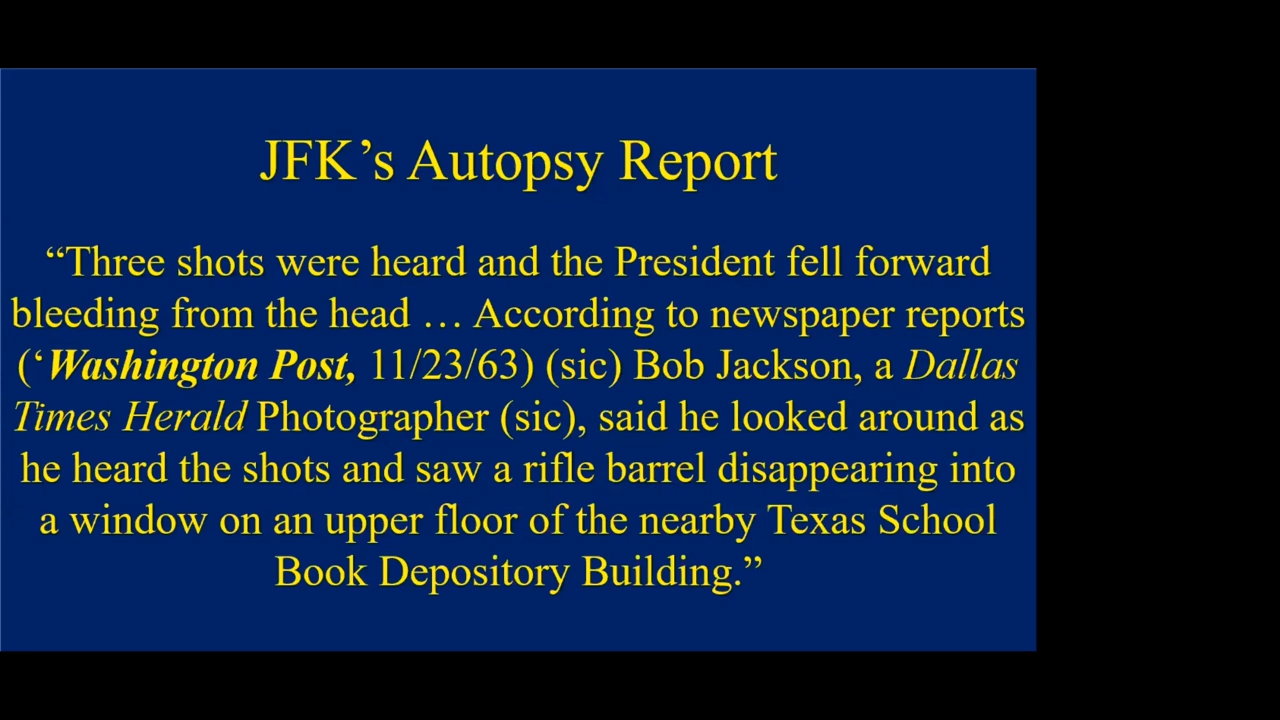 JFK’s Autopsy Report
“Three shots were heard and the President fell forward
bleeding from the head … According to newspaper reports
(‘Washington Post, 11/23/63) (sic) Bob Jackson, a Dallas
Times Herald Photographer (sic), said he looked around as
he heard the shots and saw a rifle barrel disappearing into
a window on an upper floor of the nearby Texas School
Book Depository Building.”